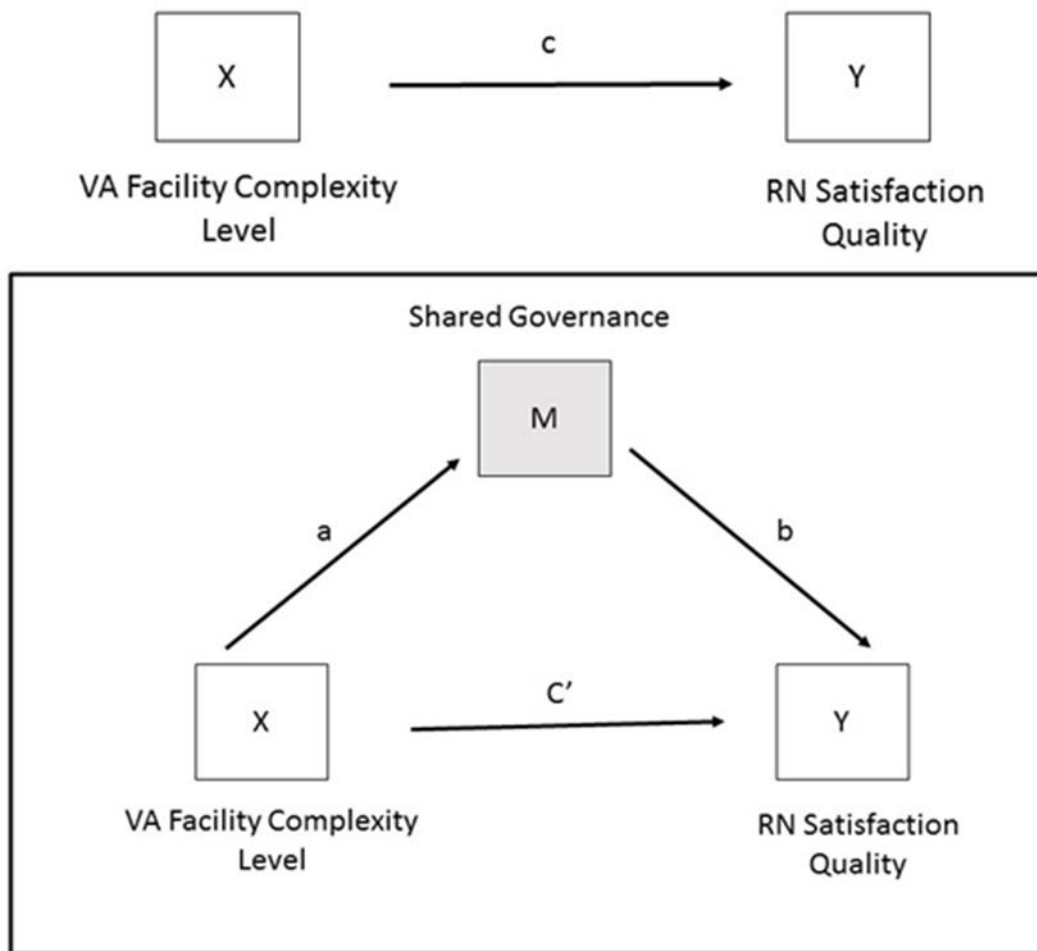 X
c
Y
VA Facility Complexity
Level
RN Satisfaction
Quality
Shared Governance
M
a
b
X
C’
Y
VA Facility Complexity
Level
RN Satisfaction
Quality